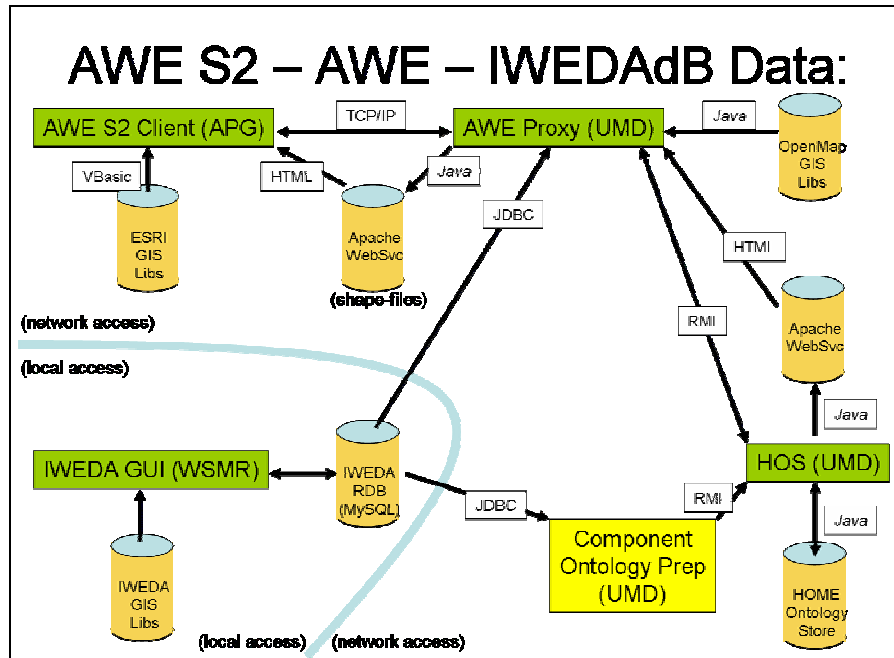 AWE S2 – AWE – IWEDAdB Data:
AWE S2 Client (APG)
TCP/IP
AWE Proxy (UMD)
Java
OpenMap
GIS
Libs
VBasic
HTML
Java
ESRI
GIS
Libs
Apache
WebSvc
(shape-files)
JDBC
HTMl
RMI
Apache
WebSvc
(network access)
(local access)
Java
IWEDA GUI (WSMR)
IWEDA
RDB
(MySQL)
HOS (UMD)
JDBC
RMI
Java
Component
Ontology Prep
(UMD)
IWEDA
GIS
Libs
HOME
Ontology
Store
(local access)
(network access)